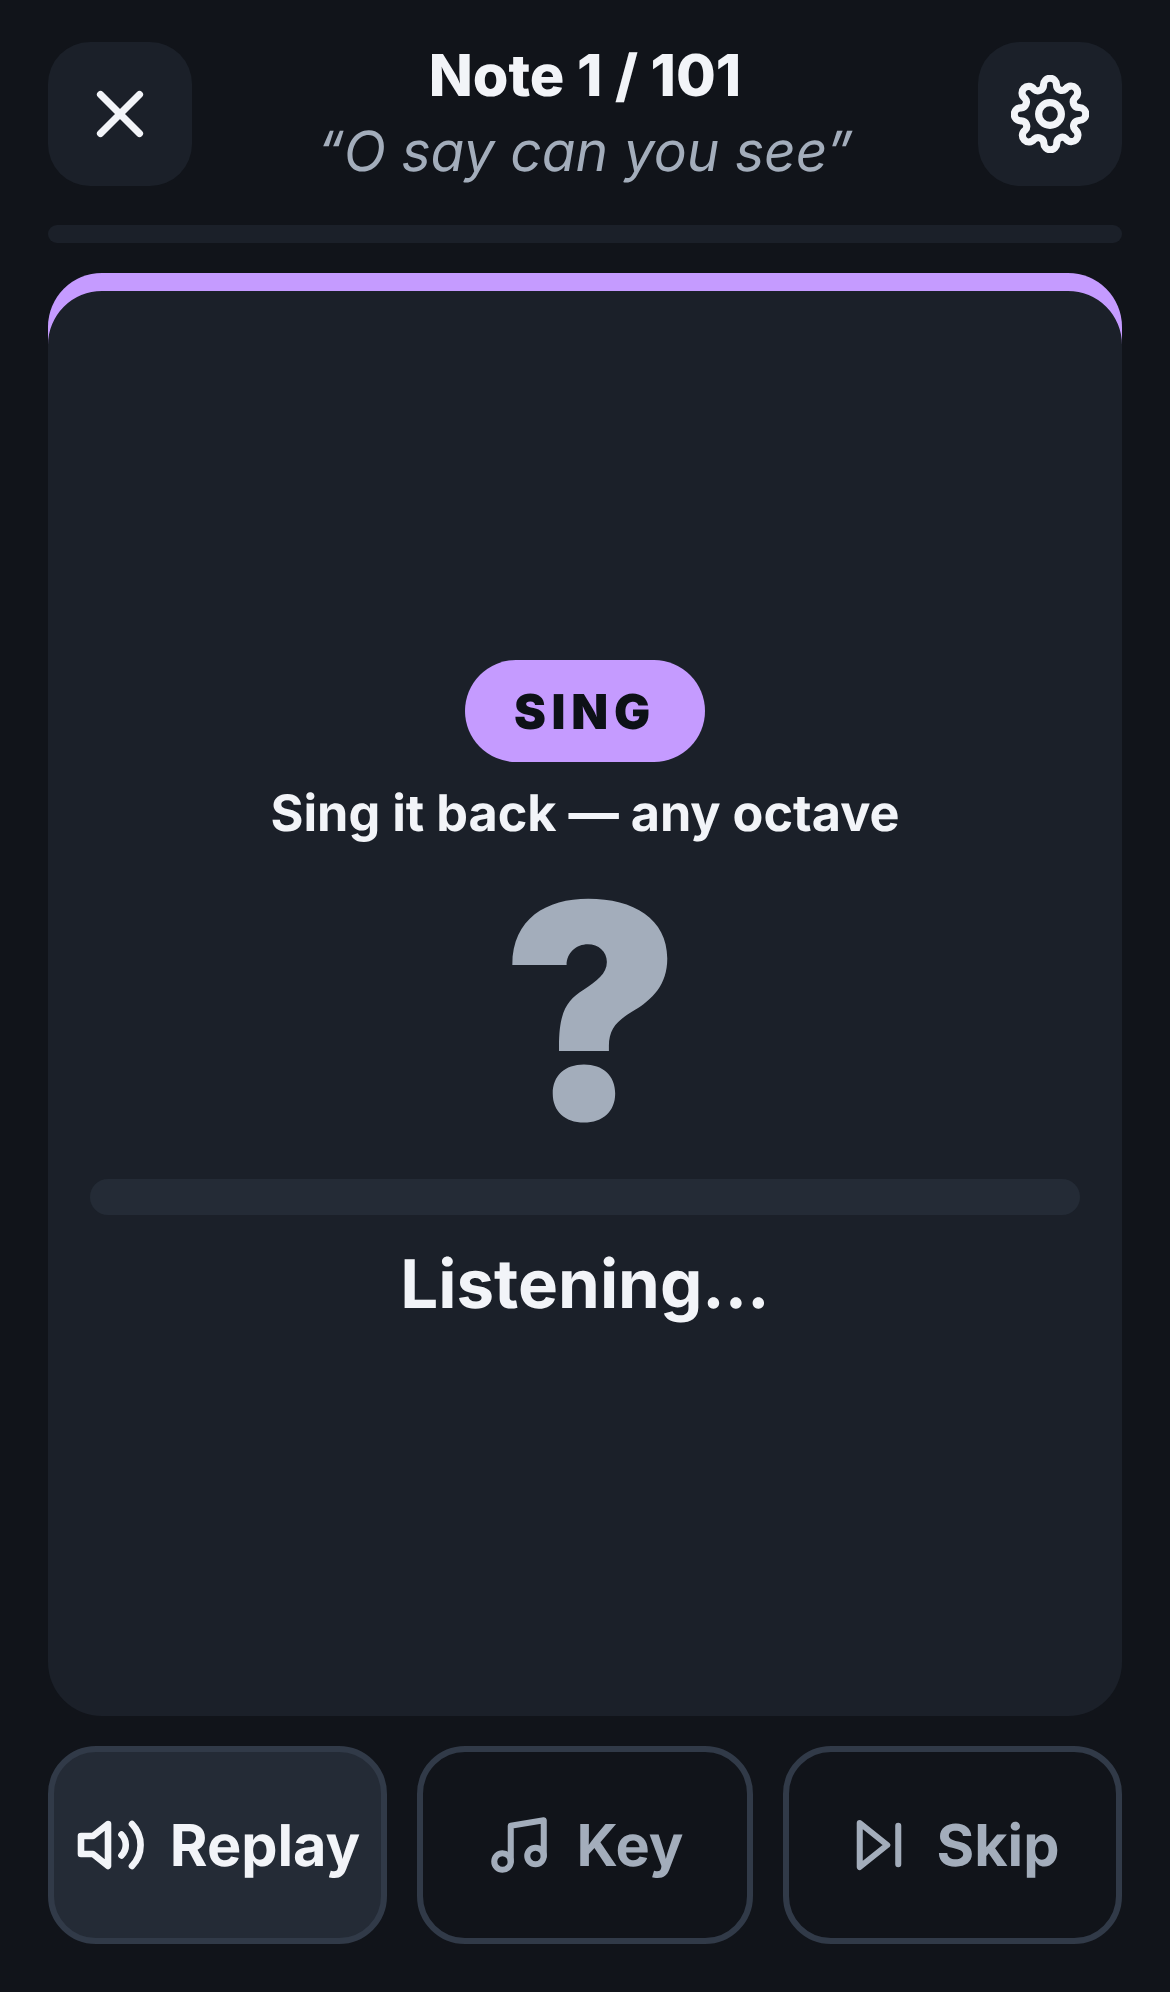 Note 1 / 101
“O say can you see”
SING
Sing it back — any octave
?
Listening...
Replay
Key
Skip